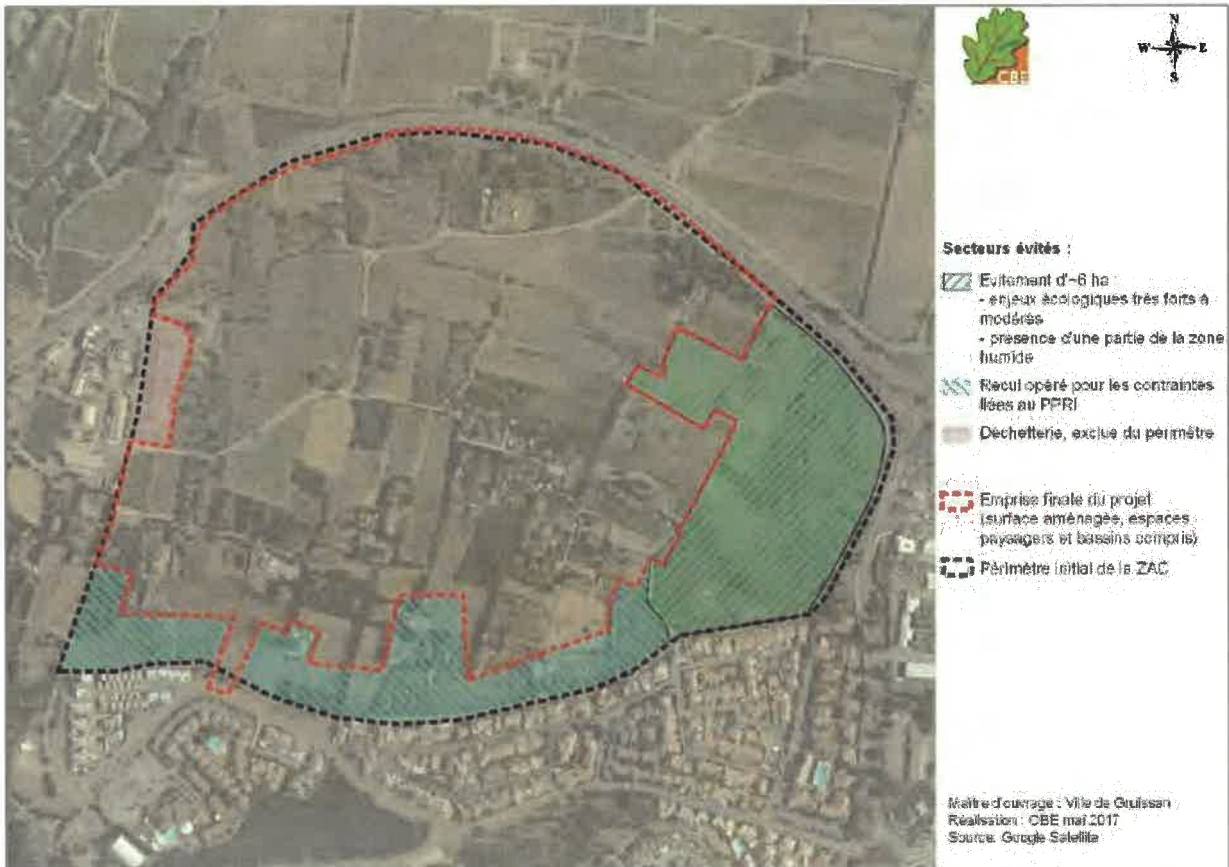 CBE
N
W E
S
Secteurs évités :
Evitement d'~6 ha
- enjeux écologiques très forts à
modérés
- présence d'une partie de la zone
humide
Recul opéré pour les contraintes
liées au PPRI
Déchetterie, exclue du périmètre
Emprise finale du projet
(surface aménagée, espaces
paysagers et bassins compris)
Périmètre initial de la ZAC
Maître d'ouvrage : Ville de Gruissan
Réalisation : CBE mai 2017
Source: Google Satellite